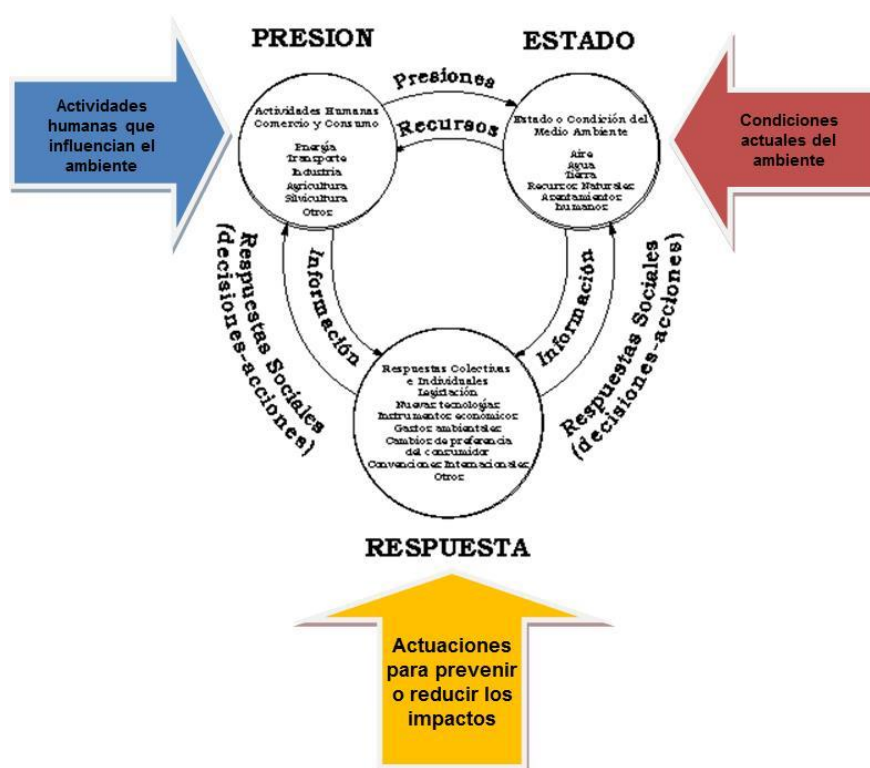 PRESION
ESTADO
Actividades
humanas que
influencian el
ambiente
Presiones
Recursos
Actividades Humanas
Comercio y Consumo
Energía
Transporte
Industria
Agricultura
Silvicultura
Otros
Estado o Condición del
Medio Ambiente
Aire
Agua
Tierra
Recursos Naturales
Asentamientos
humanos
Condiciones
actuales del
ambiente
Respuestas Sociales
(decisiones-acciones)
Información
Información
Respuestas Sociales
(decisiones-acciones)
Respuestas Colectivas
e Individuales
Legislación
Nuevas tecnologías
Instrumentos económicos
Gastos ambientales
Cambios de preferencia
del consumidor
Convenciones Internacionales
Otros
RESPUESTA
Actuaciones
para prevenir
o reducir los
impactos